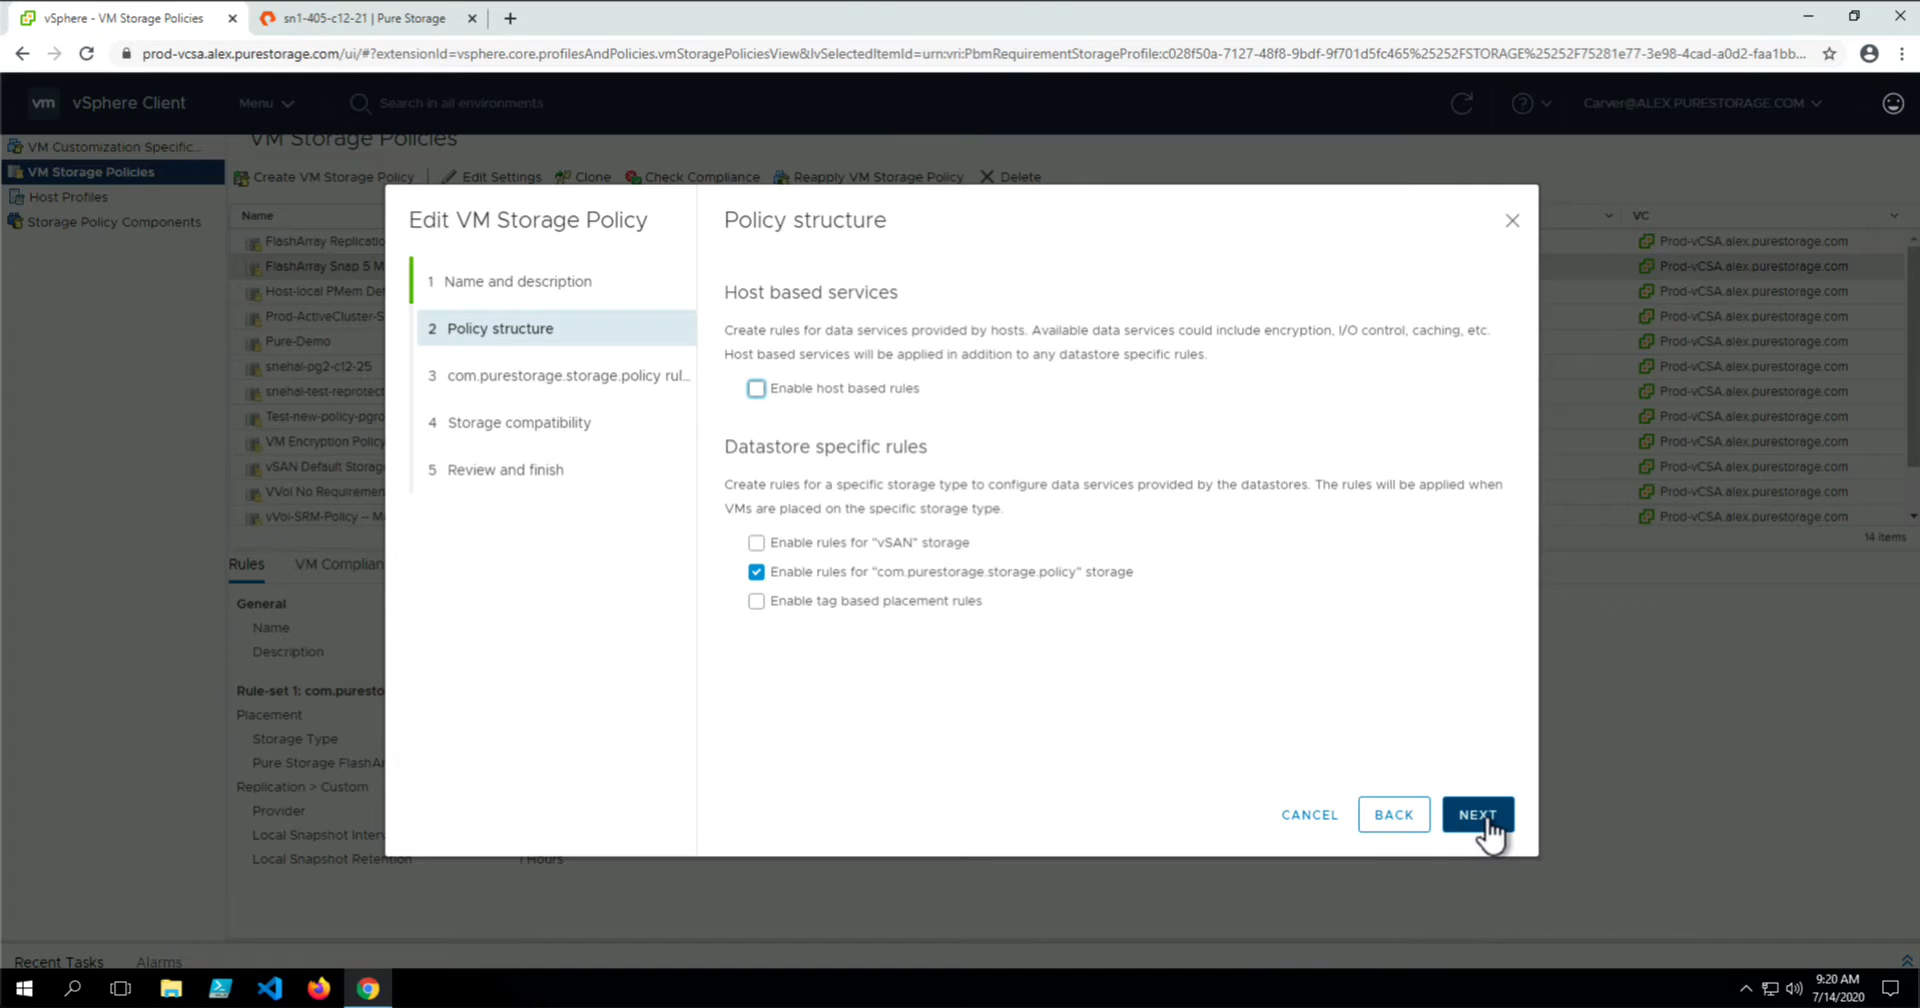 vSphere - VM Storage Policies
sn1-405-c12-21 | Pure Storage
prod-vcsa.alex.purestorage.com/ui/#?extensionId=vsphere.core.profilesAndPolicies.vmStoragePoliciesView&lvSelectedItemId=urn:vri:PbmRequirementStorageProfile:c028f50a-7127-48f8-9bdf-9f701d5fc465%25252FSTORAGE%25252F75281e77-3e98-4cad-a0d2-faa1bb...
vm vSphere Client Menu Search in all environments Carver@ALEX.PURESTORAGE.COM
VM Customization Specific...
VM Storage Policies
Host Profiles
Storage Policy Components
VM Storage Policies
Create VM Storage Policy Edit Settings Clone Check Compliance Reapply VM Storage Policy Delete
Name VC
FlashArray Replicatio Prod-vCSA.alex.purestorage.com
FlashArray Snap 5 M Prod-vCSA.alex.purestorage.com
Host-local PMem De Prod-vCSA.alex.purestorage.com
Prod-ActiveCluster-S Prod-vCSA.alex.purestorage.com
Pure-Demo Prod-vCSA.alex.purestorage.com
snehal-pg2-c12-25 Prod-vCSA.alex.purestorage.com
snehal-test-reprotect Prod-vCSA.alex.purestorage.com
Test-new-policy-pgro Prod-vCSA.alex.purestorage.com
VM Encryption Policy Prod-vCSA.alex.purestorage.com
vSAN Default Storag Prod-vCSA.alex.purestorage.com
VVol No Requiremen Prod-vCSA.alex.purestorage.com
vVol-SRM-Policy – M Prod-vCSA.alex.purestorage.com
14 items
Rules VM Complian
General
Name
Description
Rule-set 1: com.puresto
Placement
Storage Type
Pure Storage FlashAr
Replication > Custom
Provider
Local Snapshot Inter
Local Snapshot Retention 1 Hours
Edit VM Storage Policy
1 Name and description
2 Policy structure
3 com.purestorage.storage.policy rul...
4 Storage compatibility
5 Review and finish
Policy structure
Host based services
Create rules for data services provided by hosts. Available data services could include encryption, I/O control, caching, etc.
Host based services will be applied in addition to any datastore specific rules.
Enable host based rules
Datastore specific rules
Create rules for a specific storage type to configure data services provided by the datastores. The rules will be applied when
VMs are placed on the specific storage type.
Enable rules for "vSAN" storage
Enable rules for "com.purestorage.storage.policy" storage
Enable tag based placement rules
CANCEL BACK NEXT
Recent Tasks Alarms
9:20 AM
7/14/2020